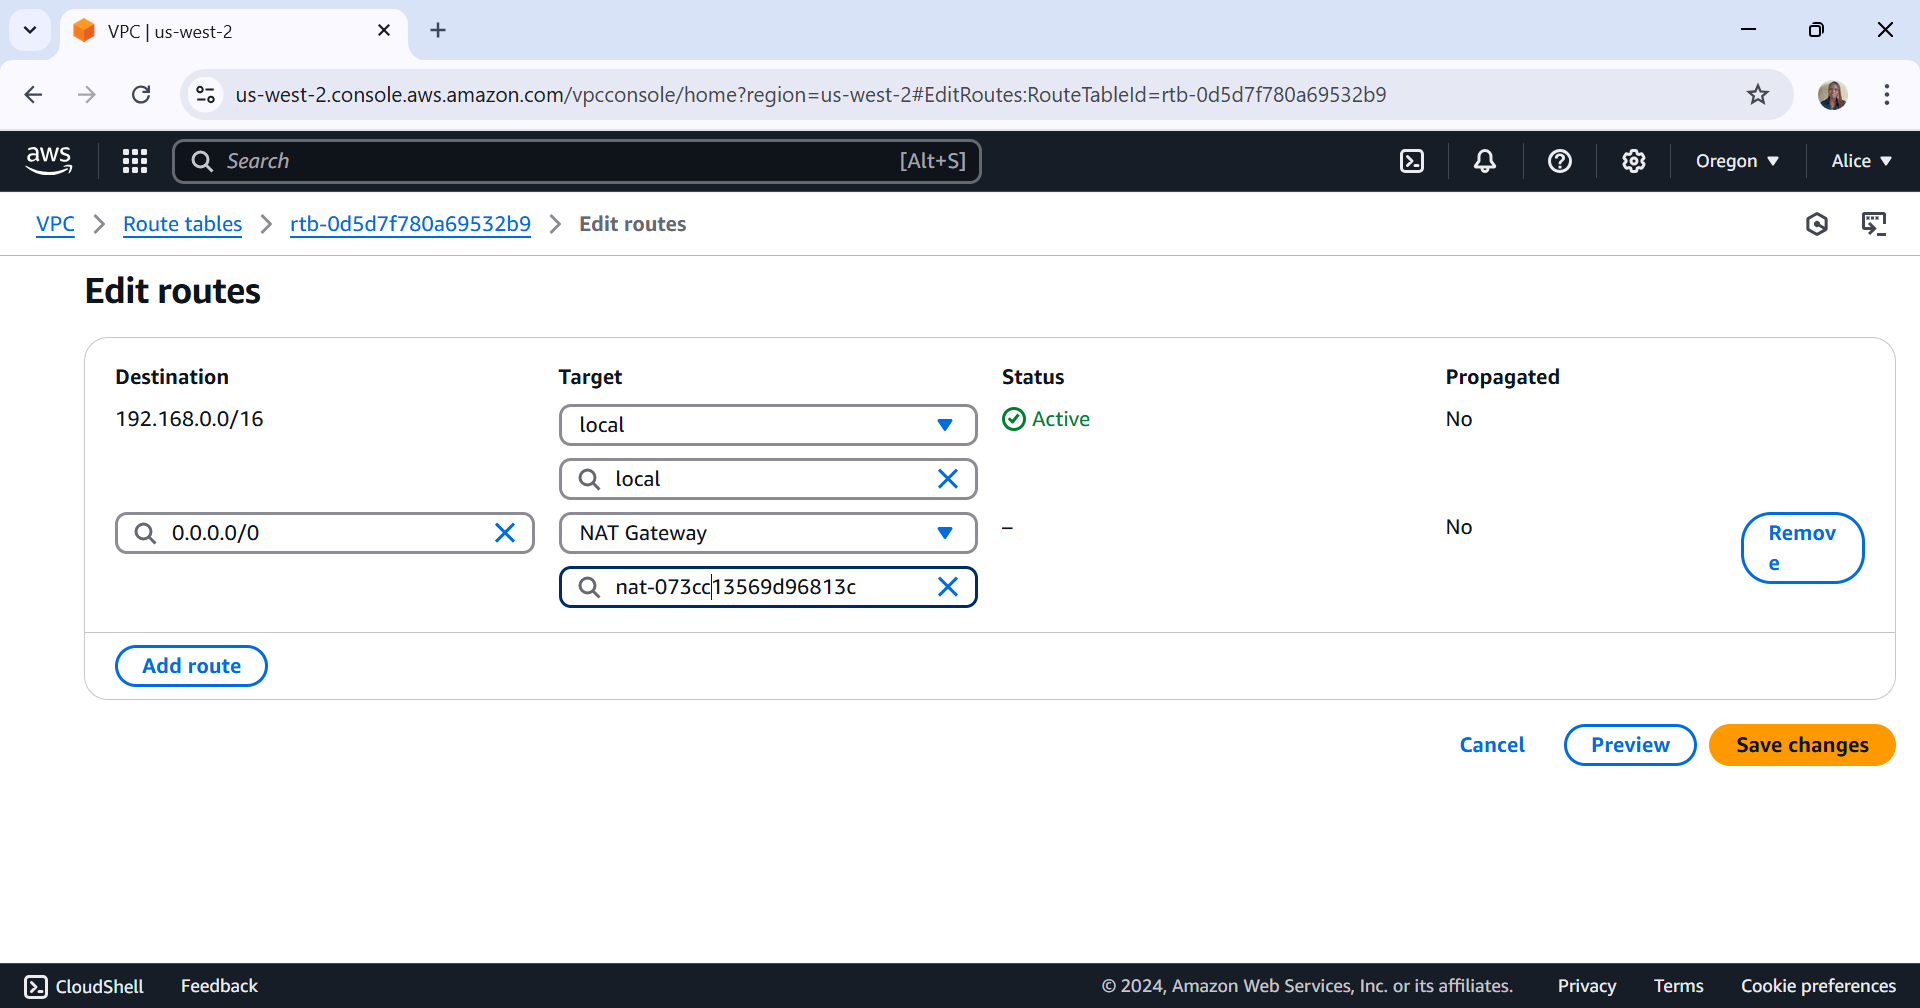 VPC | us-west-2
us-west-2.console.aws.amazon.com/vpcconsole/home?region=us-west-2#EditRoutes:RouteTableId=rtb-0d5d7f780a69532b9
aws Search [Alt+S] Oregon Alice
VPC Route tables rtb-0d5d7f780a69532b9 Edit routes
Edit routes
Destination Target Status Propagated
192.168.0.0/16 local Active No
local
0.0.0.0/0 NAT Gateway – No Remov
e
nat-073cc13569d96813c
Add route
Cancel Preview Save changes
CloudShell Feedback © 2024, Amazon Web Services, Inc. or its affiliates. Privacy Terms Cookie preferences